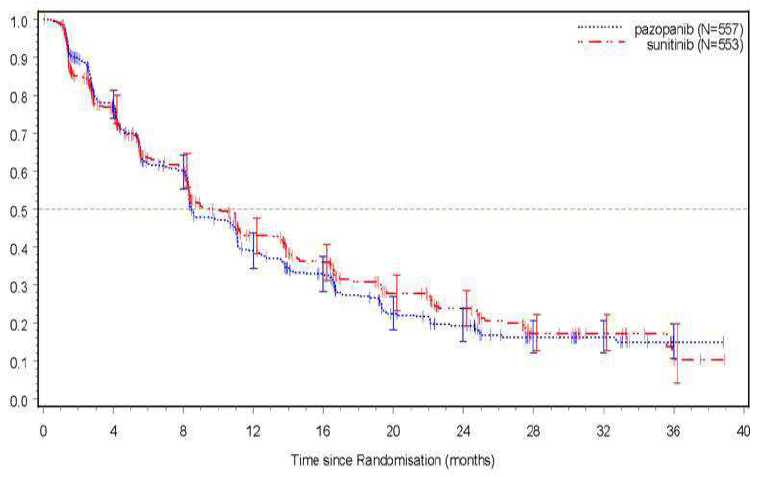 1.0
pazopanib (N=557)
sunitinib (N=553)
0.9
0.8
0.7
0.6
0.5
0.4
0.3
0.2
0.1
0.0
0 4 8 12 16 20 24 28 32 36 40
Time since Randomisation (months)